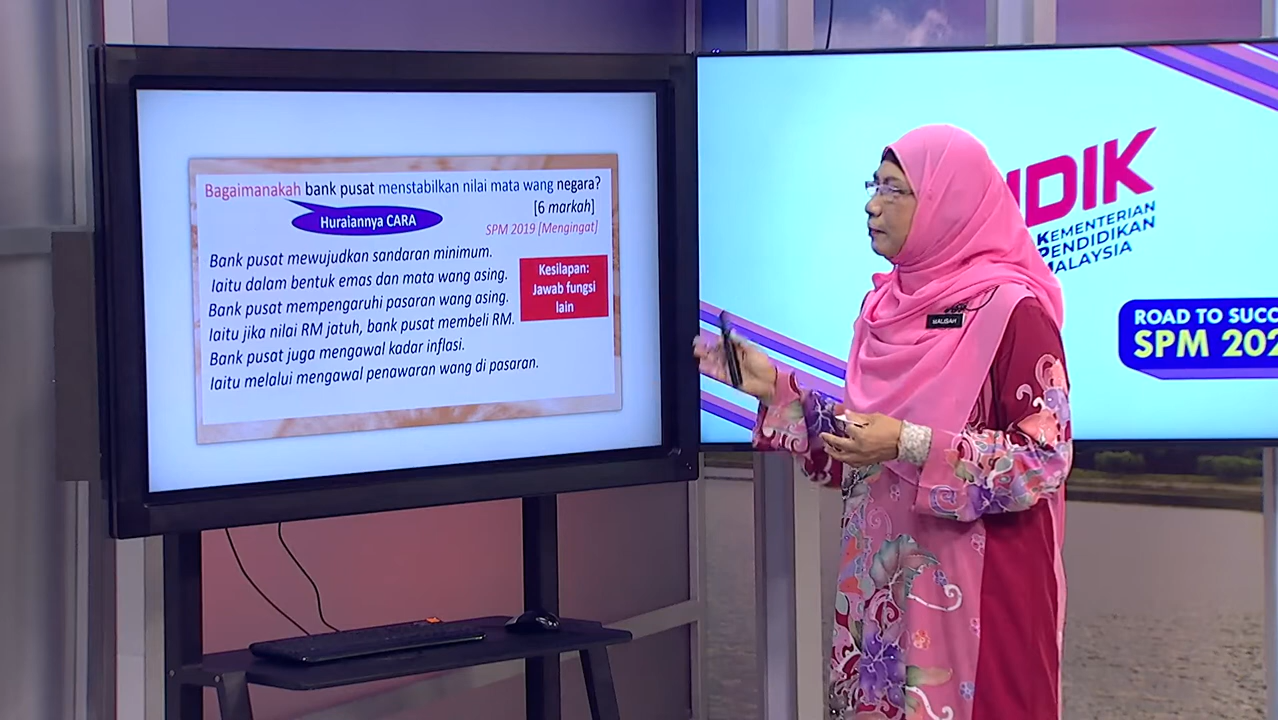 Bagaimanakah bank pusat menstabilkan nilai mata wang negara?
[6 markah]
Huraiannya CARA
SPM 2019 [Mengingat]
Bank pusat mewujudkan sandaran minimum.
Iaitu dalam bentuk emas dan mata wang asing.
Bank pusat mempengaruhi pasaran wang asing.
Iaitu jika nilai RM jatuh, bank pusat membeli RM.
Bank pusat juga mengawal kadar inflasi.
Iaitu melalui mengawal penawaran wang di pasaran.
Kesilapan:
Jawab fungsi
lain
DIK
KEMENTERIAN
PENDIDIKAN
MALAYSIA
ROAD TO SUCC
SPM 202
MALISAH